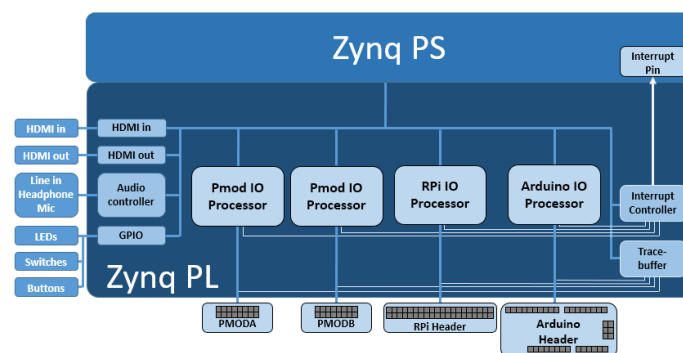 Zynq PS
Interrupt
Pin
HDMI in
HDMI in
HDMI out
HDMI out
Line in
Headphone
Mic
Audio
controller
Pmod IO
Processor
Pmod IO
Processor
RPi IO
Processor
Arduino IO
Processor
Interrupt
Controller
LEDs
GPIO
Switches
Buttons
Zynq PL
Trace-
buffer
PMODA
PMODB
RPi Header
Arduino
Header